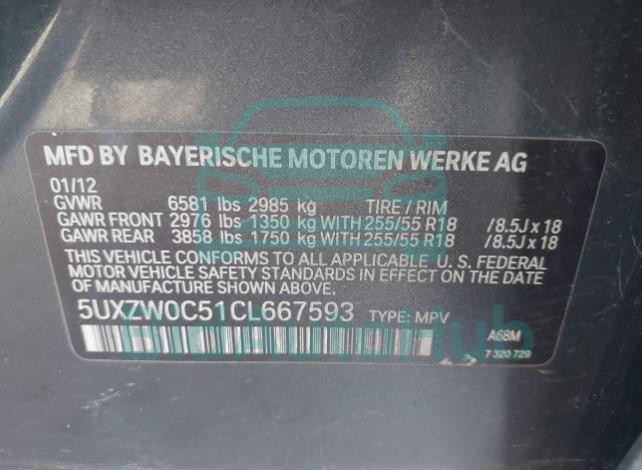 MFD BY BAYERISCHE MOTOREN WERKE AG
01/12
GVWR 6581 lbs 2985 kg TIRE / RIM
GAWR FRONT 2976 lbs 1350 kg WITH 255/55 R18 /8.5J x 18
GAWR REAR 3858 lbs 1750 kg WITH 255/55 R18 /8.5J x 18
THIS VEHICLE CONFORMS TO ALL APPLICABLE U. S. FEDERAL
MOTOR VEHICLE SAFETY STANDARDS IN EFFECT ON THE
DATE OF MANUFACTURE SHOWN ABOVE.
5UXZW0C51CL667593 TYPE: MPV
A68M
7 320 729